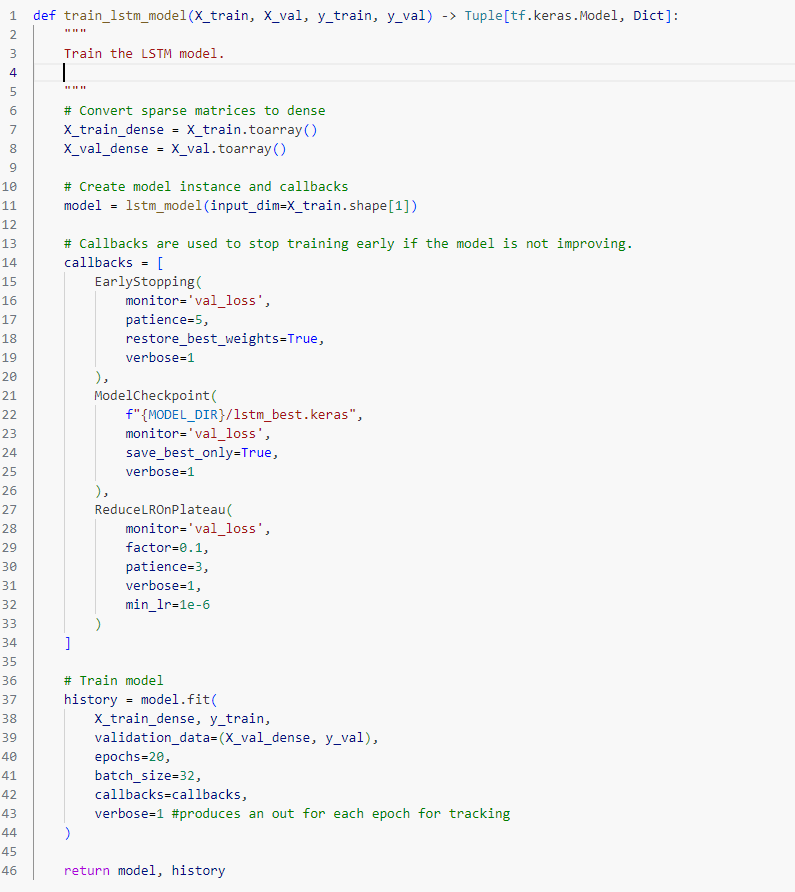 1 def train_lstm_model(X_train, X_val, y_train, y_val) -> Tuple[tf.keras.Model, Dict]:
2     """
3     Train the LSTM model.
4
5     """
6     # Convert sparse matrices to dense
7     X_train_dense = X_train.toarray()
8     X_val_dense = X_val.toarray()
9
10     # Create model instance and callbacks
11     model = lstm_model(input_dim=X_train.shape[1])
12
13     # Callbacks are used to stop training early if the model is not improving.
14     callbacks = [
15         EarlyStopping(
16             monitor='val_loss',
17             patience=5,
18             restore_best_weights=True,
19             verbose=1
20         ),
21         ModelCheckpoint(
22             f"{MODEL_DIR}/lstm_best.keras",
23             monitor='val_loss',
24             save_best_only=True,
25             verbose=1
26         ),
27         ReduceLROnPlateau(
28             monitor='val_loss',
29             factor=0.1,
30             patience=3,
31             verbose=1,
32             min_lr=1e-6
33         )
34     ]
35
36     # Train model
37     history = model.fit(
38         X_train_dense, y_train,
39         validation_data=(X_val_dense, y_val),
40         epochs=20,
41         batch_size=32,
42         callbacks=callbacks,
43         verbose=1 #produces an out for each epoch for tracking
44     )
45
46     return model, history